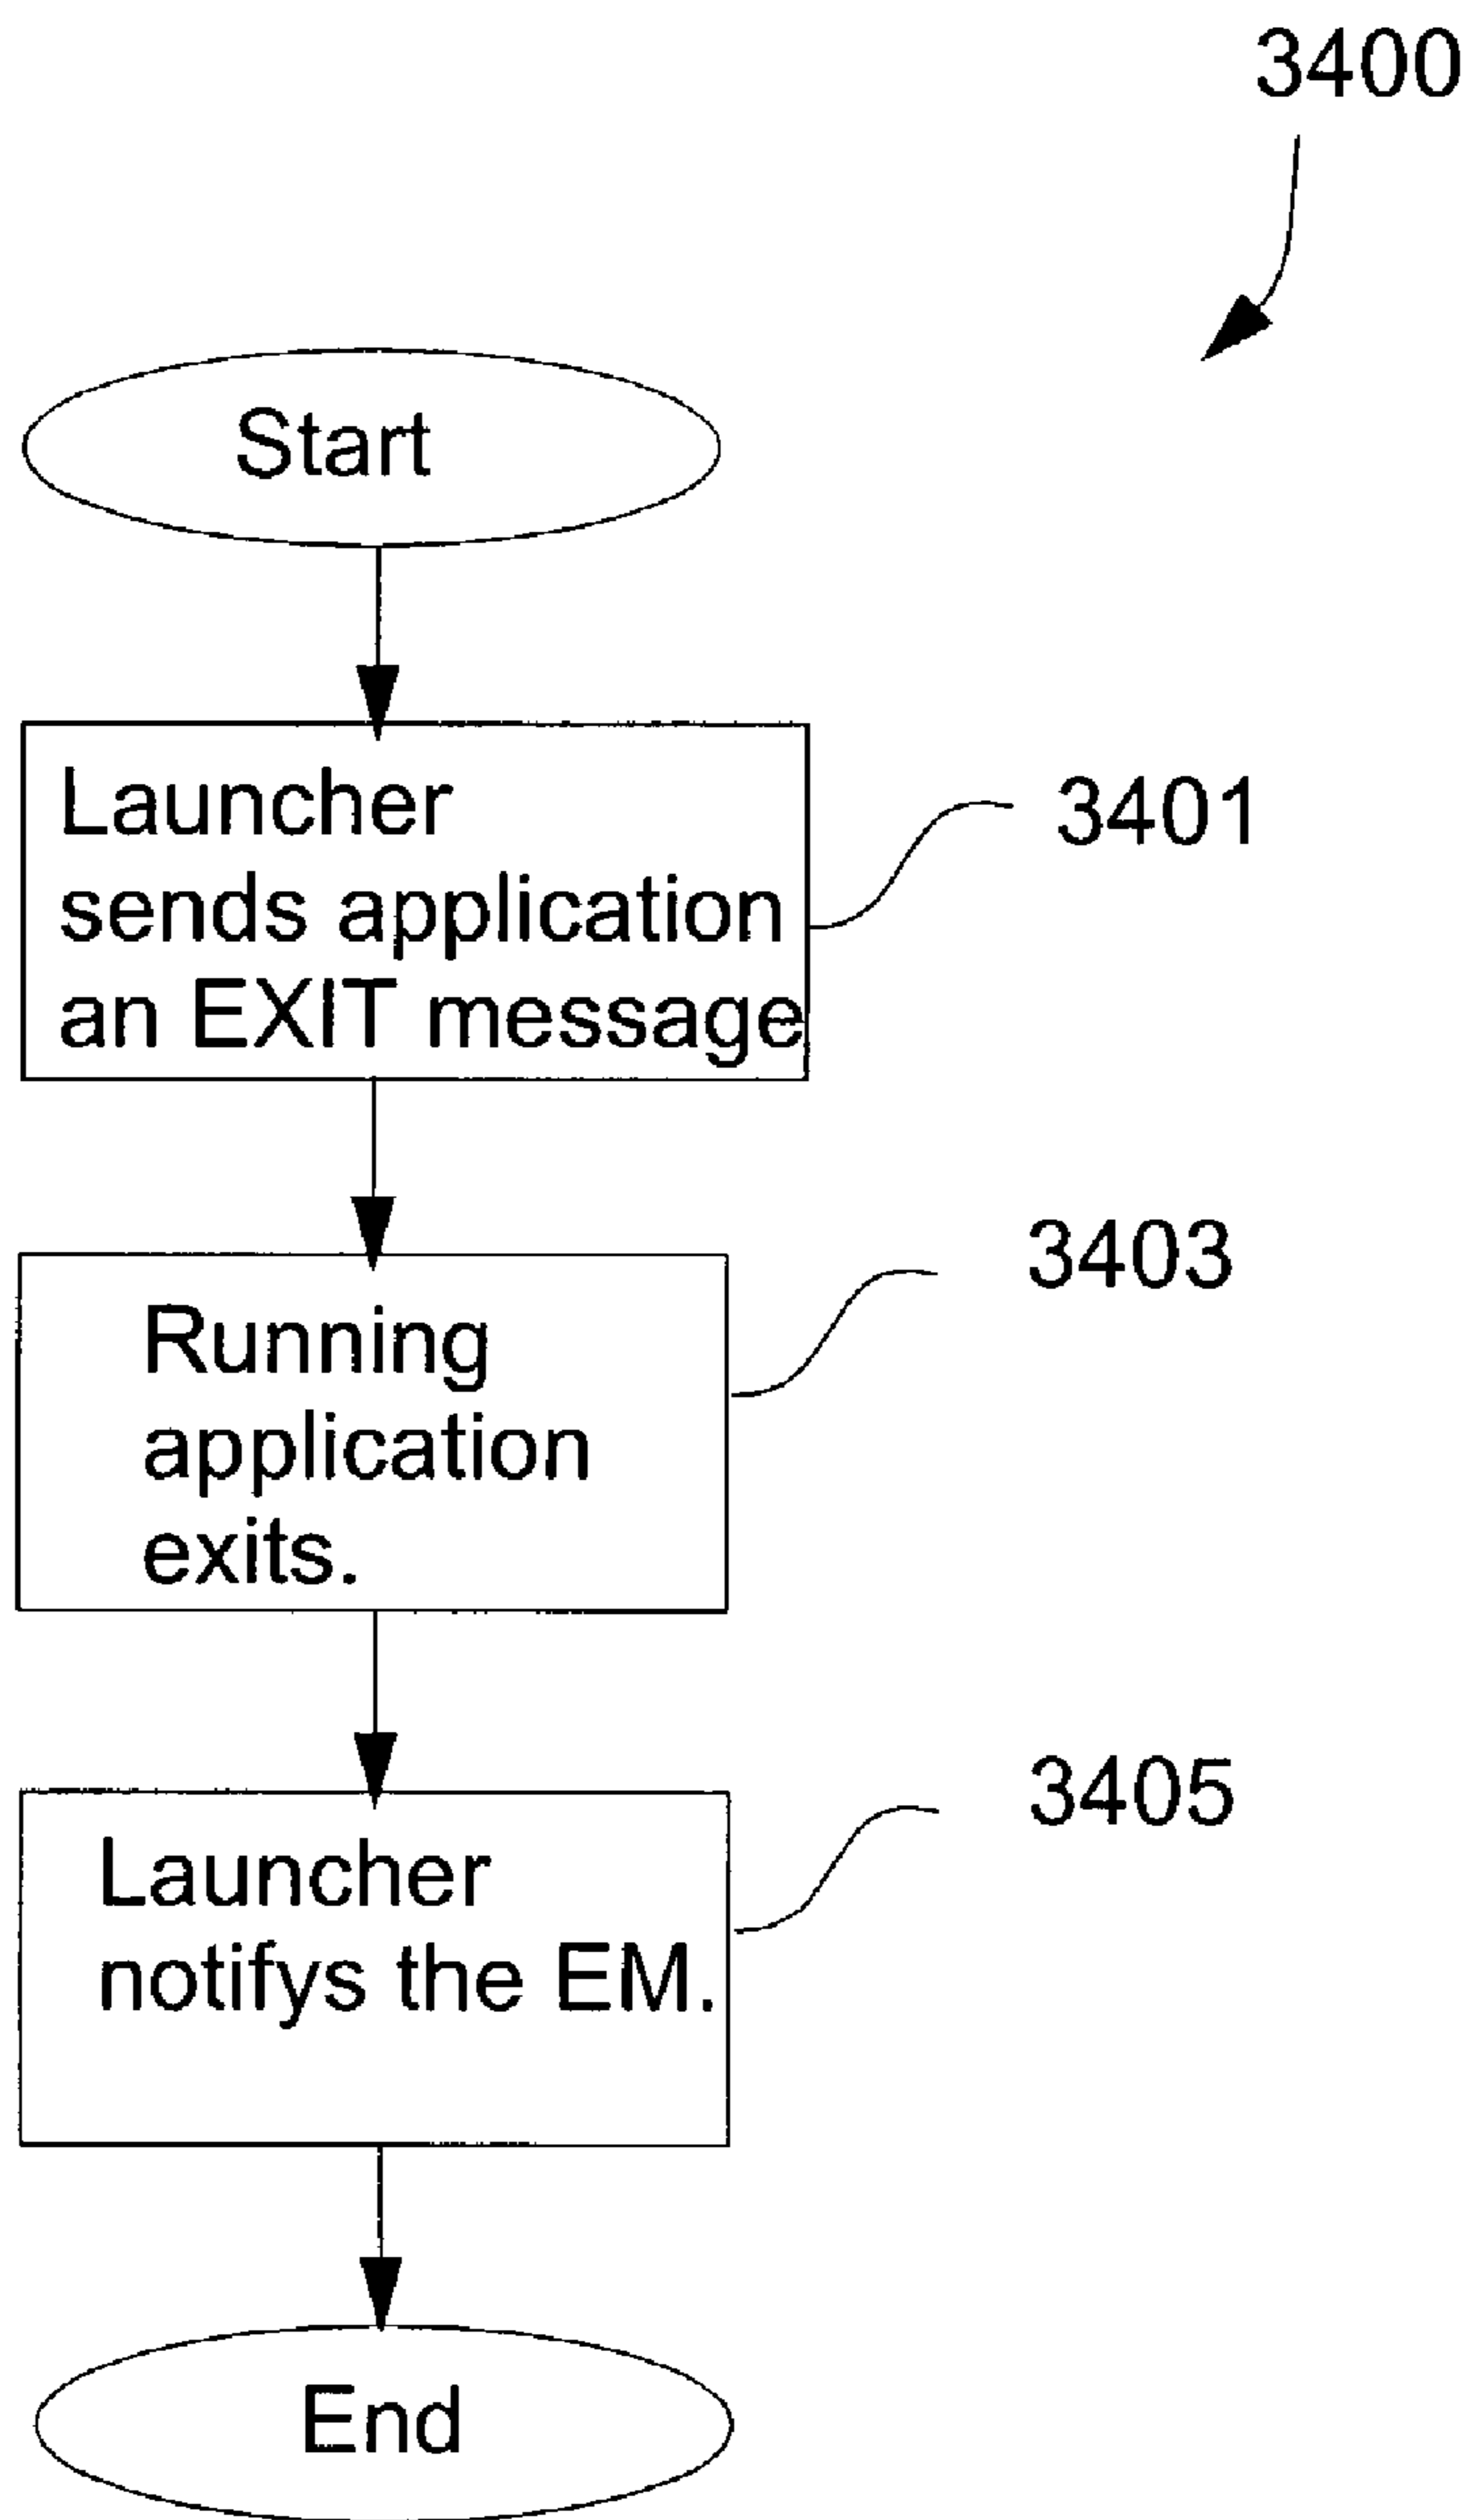 3400
Start
Launcher
sends application
an EXIT message
3401
Running
application
exits.
3403
Launcher
notifys the EM.
3405
End